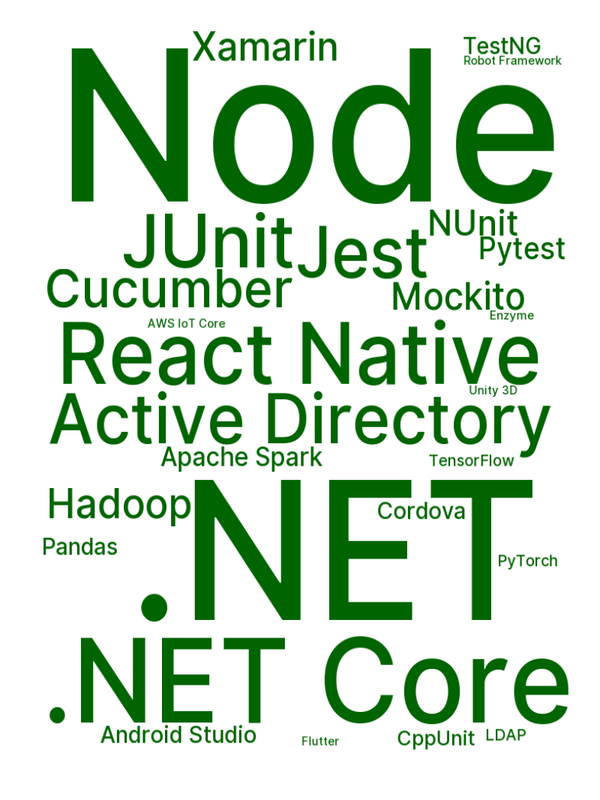 Xamarin
TestNG
Robot Framework
Node
JUnit
Jest
NUnit
Pytest
Cucumber
Mockito
Enzyme
AWS IoT Core
React Native
Unity 3D
Active Directory
Apache Spark
TensorFlow
Hadoop
.NET
Cordova
Pandas
PyTorch
.NET Core
Android Studio
Flutter
CppUnit
LDAP